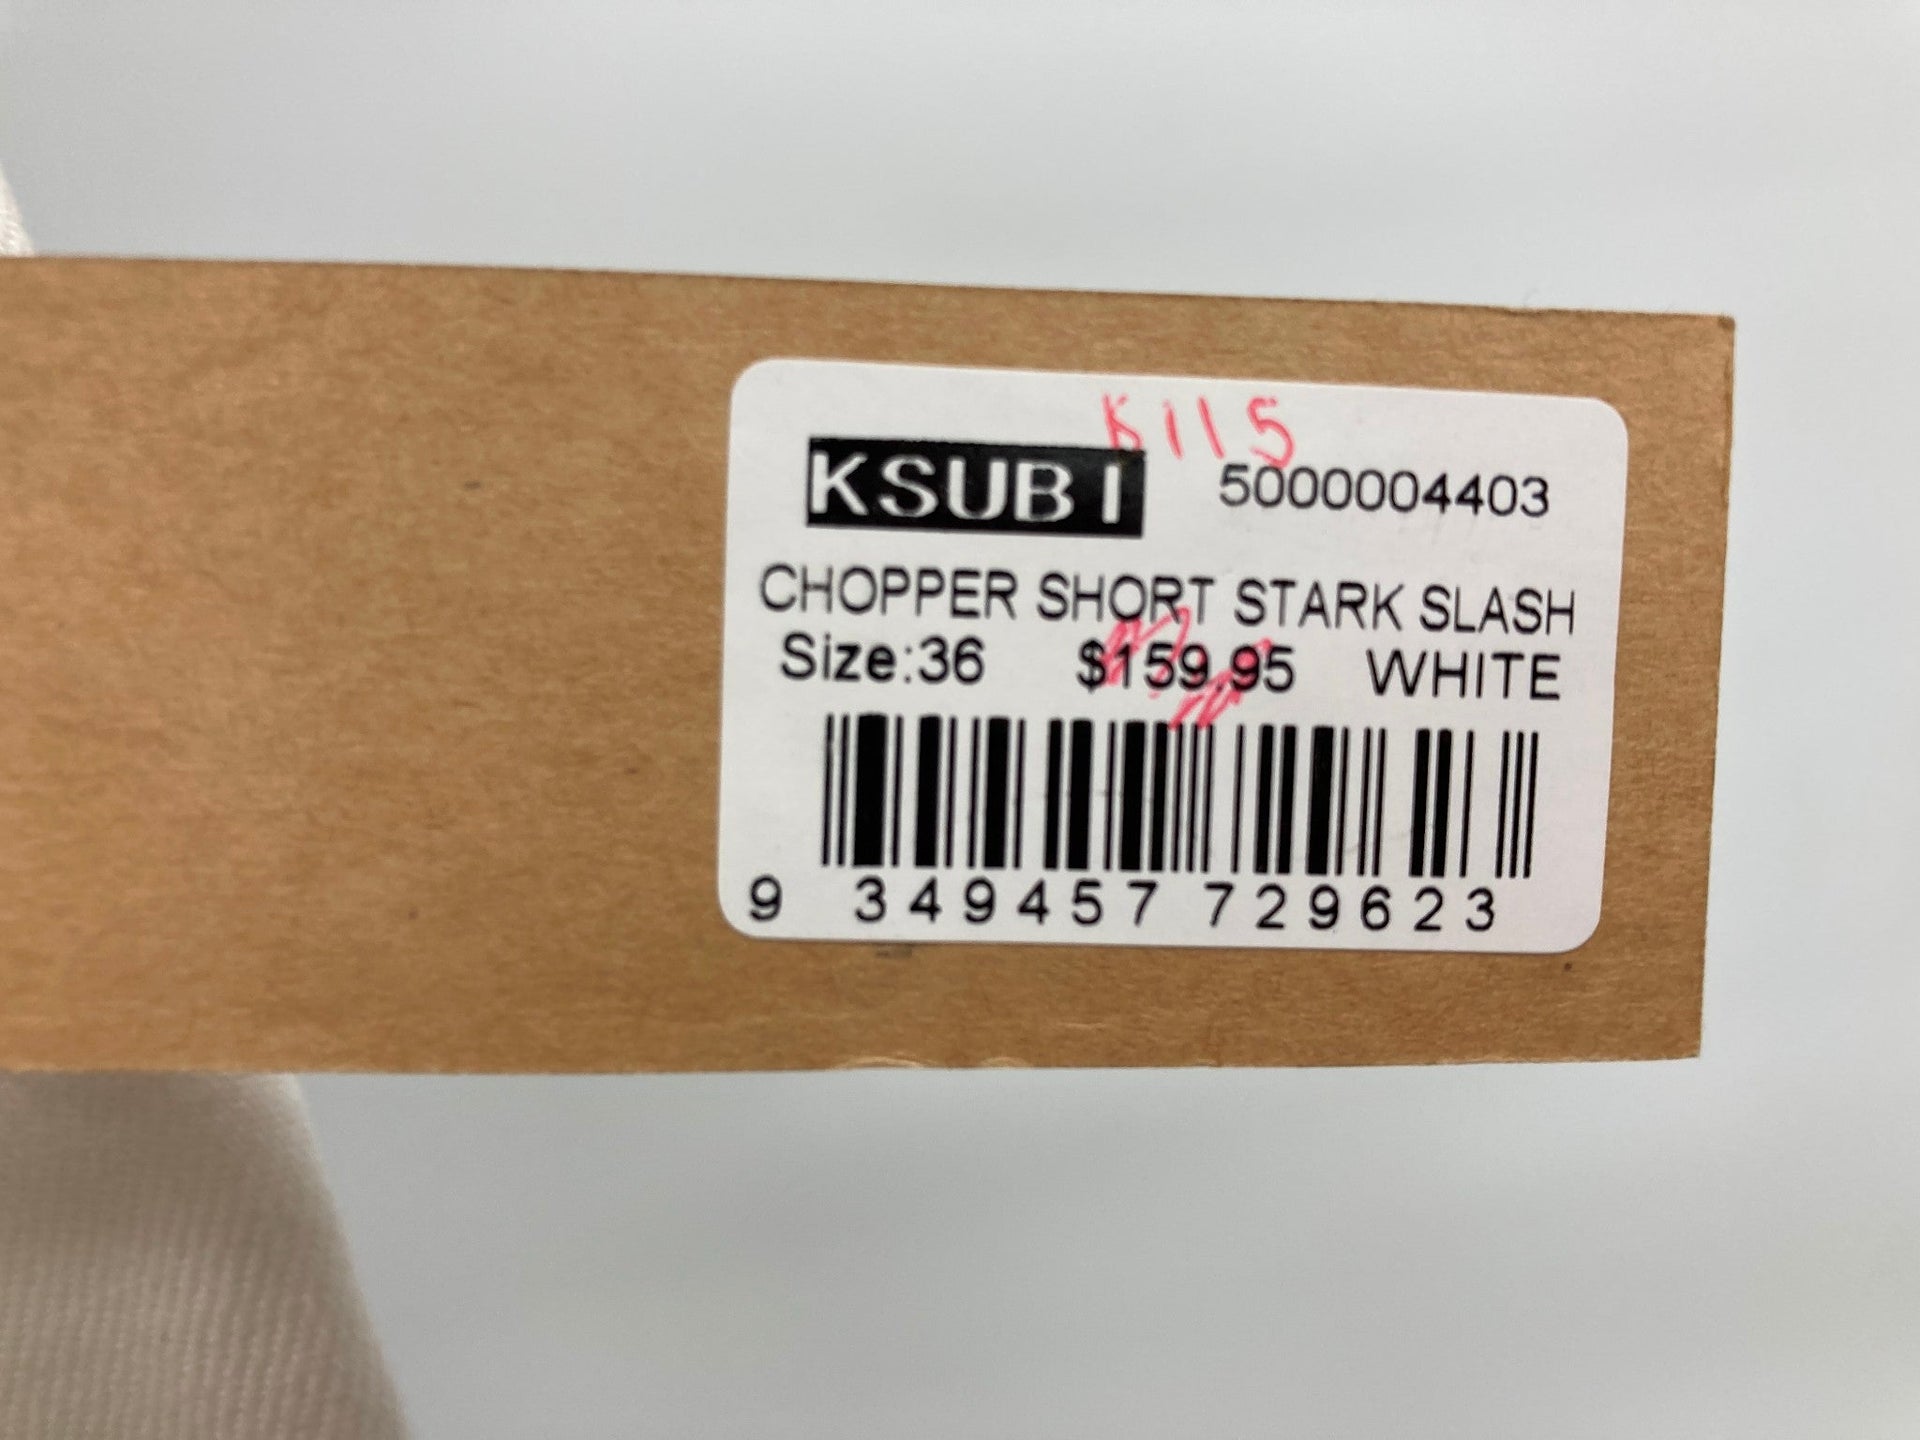 K115
KSUBI 5000004403
CHOPPER SHORT STARK SLASH
Size:36 $159.95 WHITE
9 349457 729623